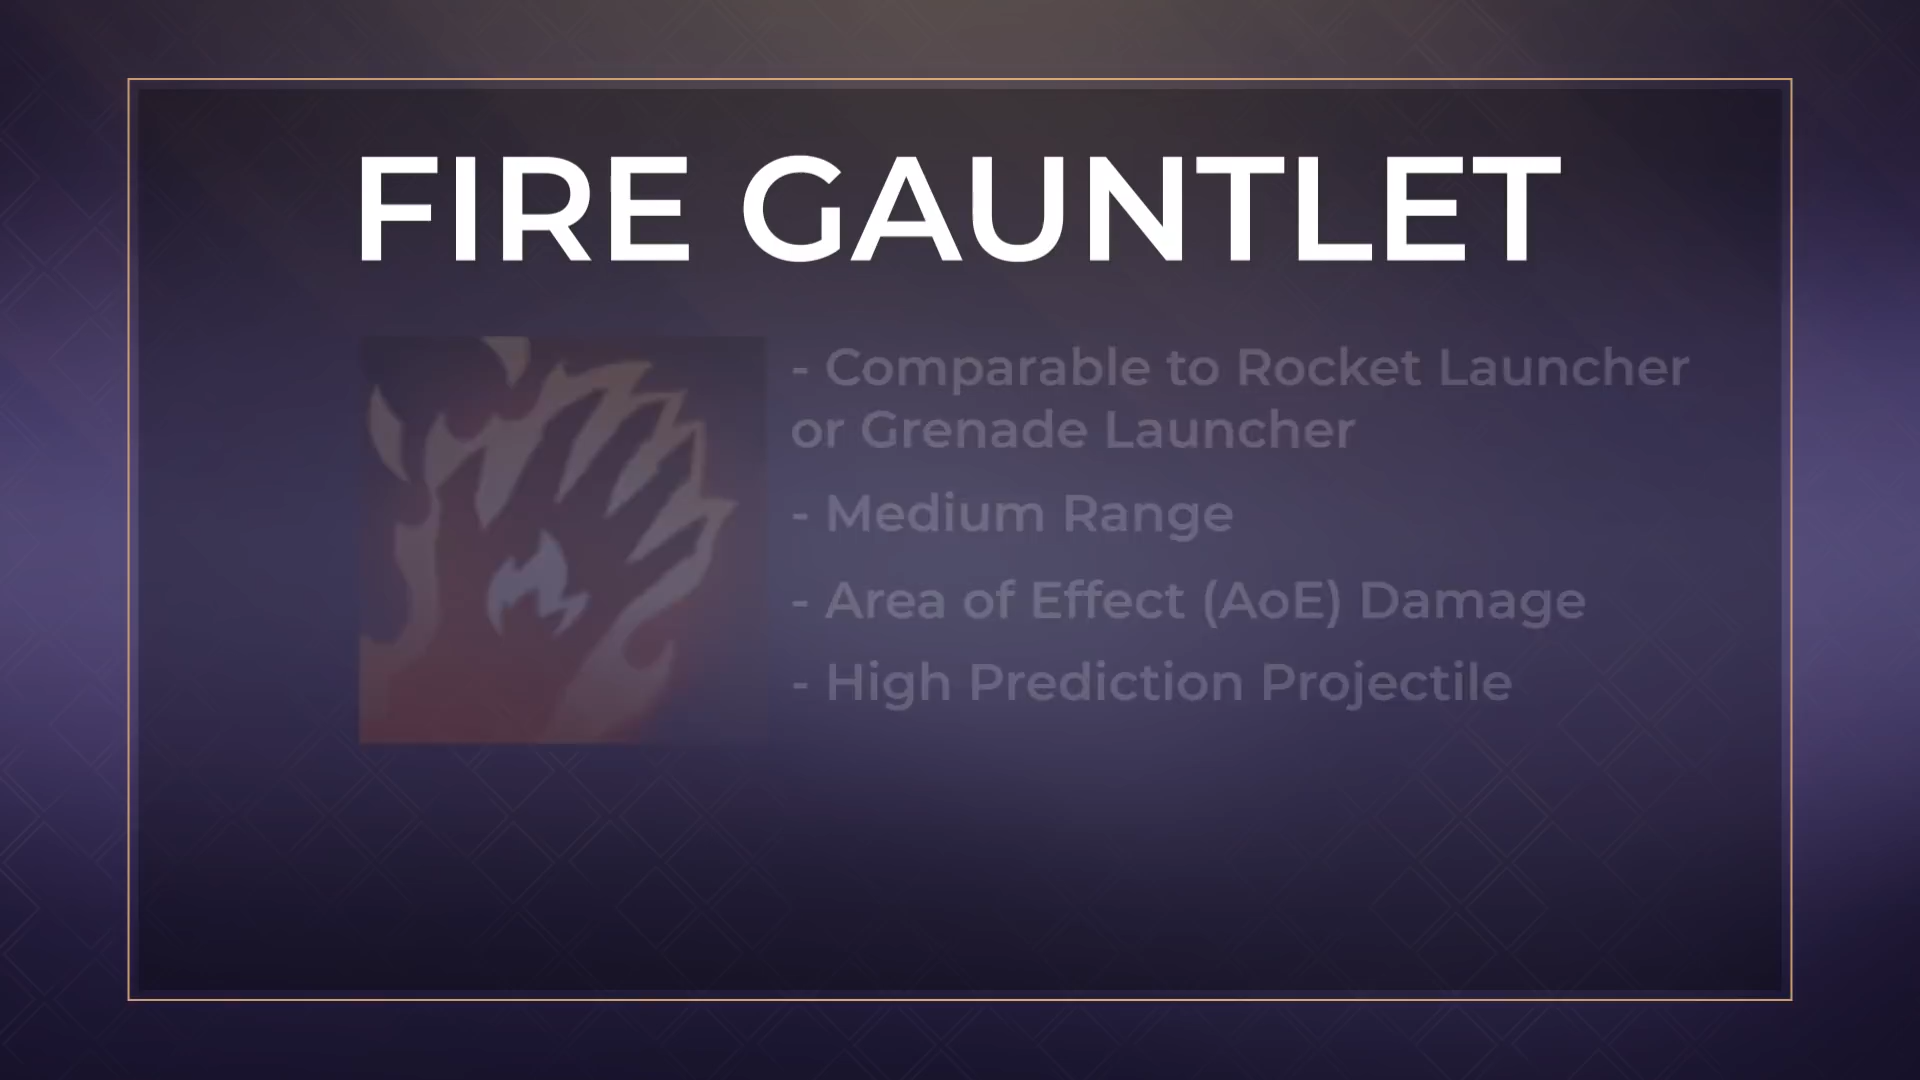 FIRE GAUNTLET
- Comparable to Rocket Launcher
or Grenade Launcher
- Medium Range
- Area of Effect (AoE) Damage
- High Prediction Projectile